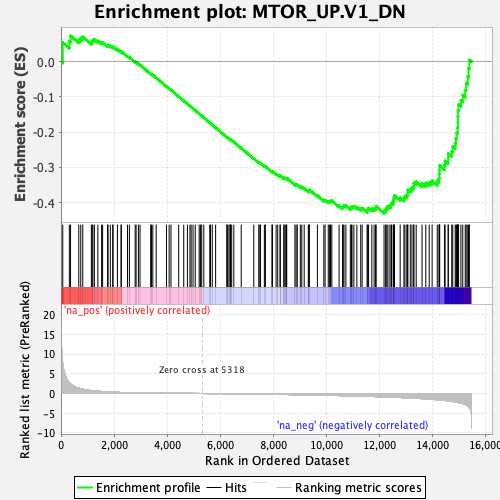 Enrichment plot: MTOR_UP.V1_DN
Enrichment score (ES)
0.0
-0.1
-0.2
-0.3
-0.4
'na_pos' (positively correlated)
Ranked list metric (PreRanked)
20
15
10
5
0
-5
-10
Zero cross at 5318
'na_neg' (negatively correlated)
0
2,000
4,000
6,000
8,000
10,000
12,000
14,000
16,000
Rank in Ordered Dataset
Enrichment profile
Hits
Ranking metric scores